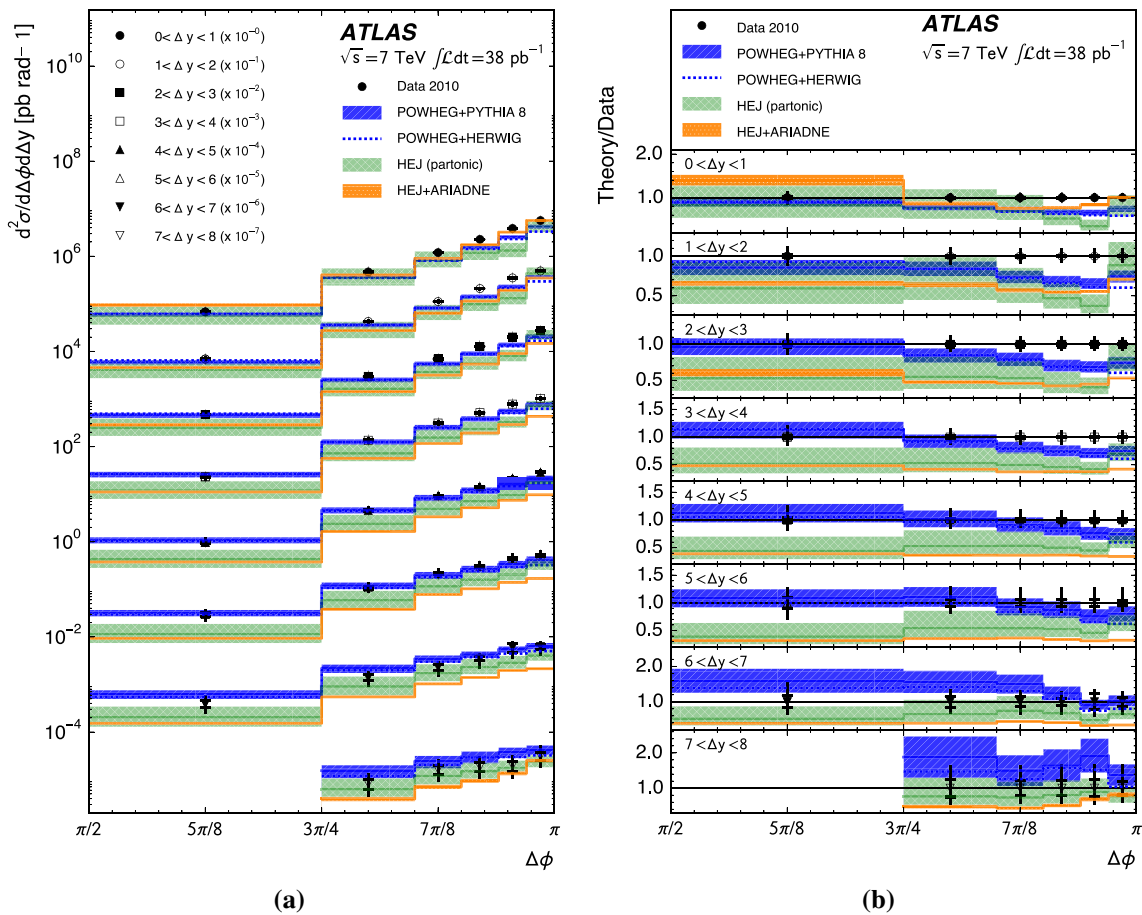 ATLAS
√s=7 TeV ∫Ldt=38 pb⁻¹
0< Δy <1 (x 10⁻⁰)
1< Δy <2 (x 10⁻¹)
2< Δy <3 (x 10⁻²)
3< Δy <4 (x 10⁻³)
4< Δy <5 (x 10⁻⁴)
5< Δy <6 (x 10⁻⁵)
6< Δy <7 (x 10⁻⁶)
7< Δy <8 (x 10⁻⁷)
Data 2010
POWHEG+PYTHIA 8
POWHEG+HERWIG
HEJ (partonic)
HEJ+ARIADNE
d²σ/dΔϕdΔy [pb rad−1]
10¹⁰
10⁸
10⁶
10⁴
10²
10⁰
10⁻²
10⁻⁴
π/2 5π/8 3π/4 7π/8 π
Δϕ
(a)
Data 2010
POWHEG+PYTHIA 8
POWHEG+HERWIG
HEJ (partonic)
HEJ+ARIADNE
ATLAS
√s=7 TeV ∫Ldt=38 pb⁻¹
Theory/Data
2.0
0<Δy<1
1.0
1<Δy<2
1.0
0.5
2<Δy<3
1.0
0.5
1.5
3<Δy<4
1.0
0.5
1.5
4<Δy<5
1.0
0.5
1.5
5<Δy<6
1.0
0.5
6<Δy<7
2.0
1.0
7<Δy<8
2.0
1.0
π/2 5π/8 3π/4 7π/8 π
Δϕ
(b)